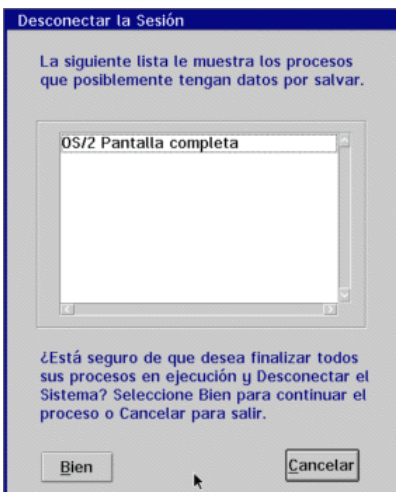 Desconectar la Sesión
La siguiente lista le muestra los procesos
que posiblemente tengan datos por salvar.
OS/2 Pantalla completa
¿Está seguro de que desea finalizar todos
sus procesos en ejecución y Desconectar el
Sistema? Seleccione Bien para continuar el
proceso o Cancelar para salir.
Bien
Cancelar